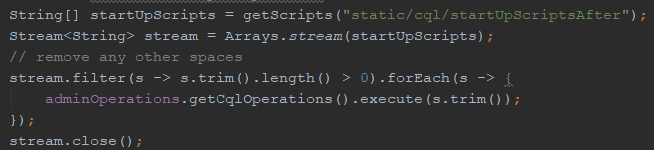 String[] startUpScripts = getScripts("static/cql/startUpScriptsAfter");
Stream<String> stream = Arrays.stream(startUpScripts);
// remove any other spaces
stream.filter(s -> s.trim().length() > 0).forEach(s -> {
    adminOperations.getCqlOperations().execute(s.trim());
});
stream.close();